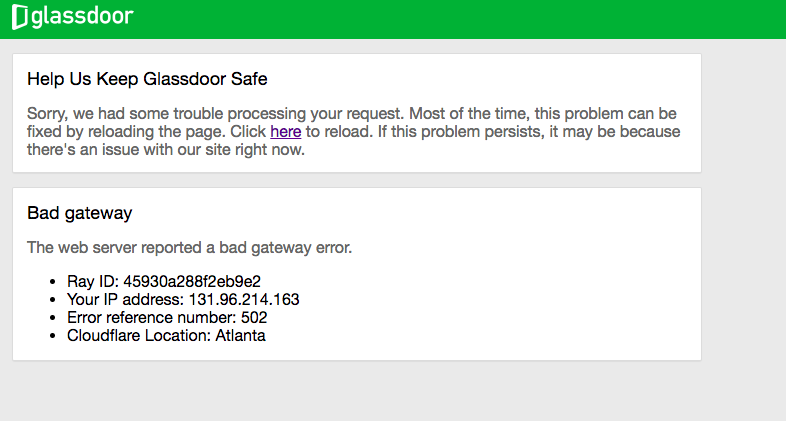 glassdoor
Help Us Keep Glassdoor Safe
Sorry, we had some trouble processing your request. Most of the time, this problem can be
fixed by reloading the page. Click here to reload. If this problem persists, it may be because
there's an issue with our site right now.
Bad gateway
The web server reported a bad gateway error.
• Ray ID: 45930a288f2eb9e2
• Your IP address: 131.96.214.163
• Error reference number: 502
• Cloudflare Location: Atlanta